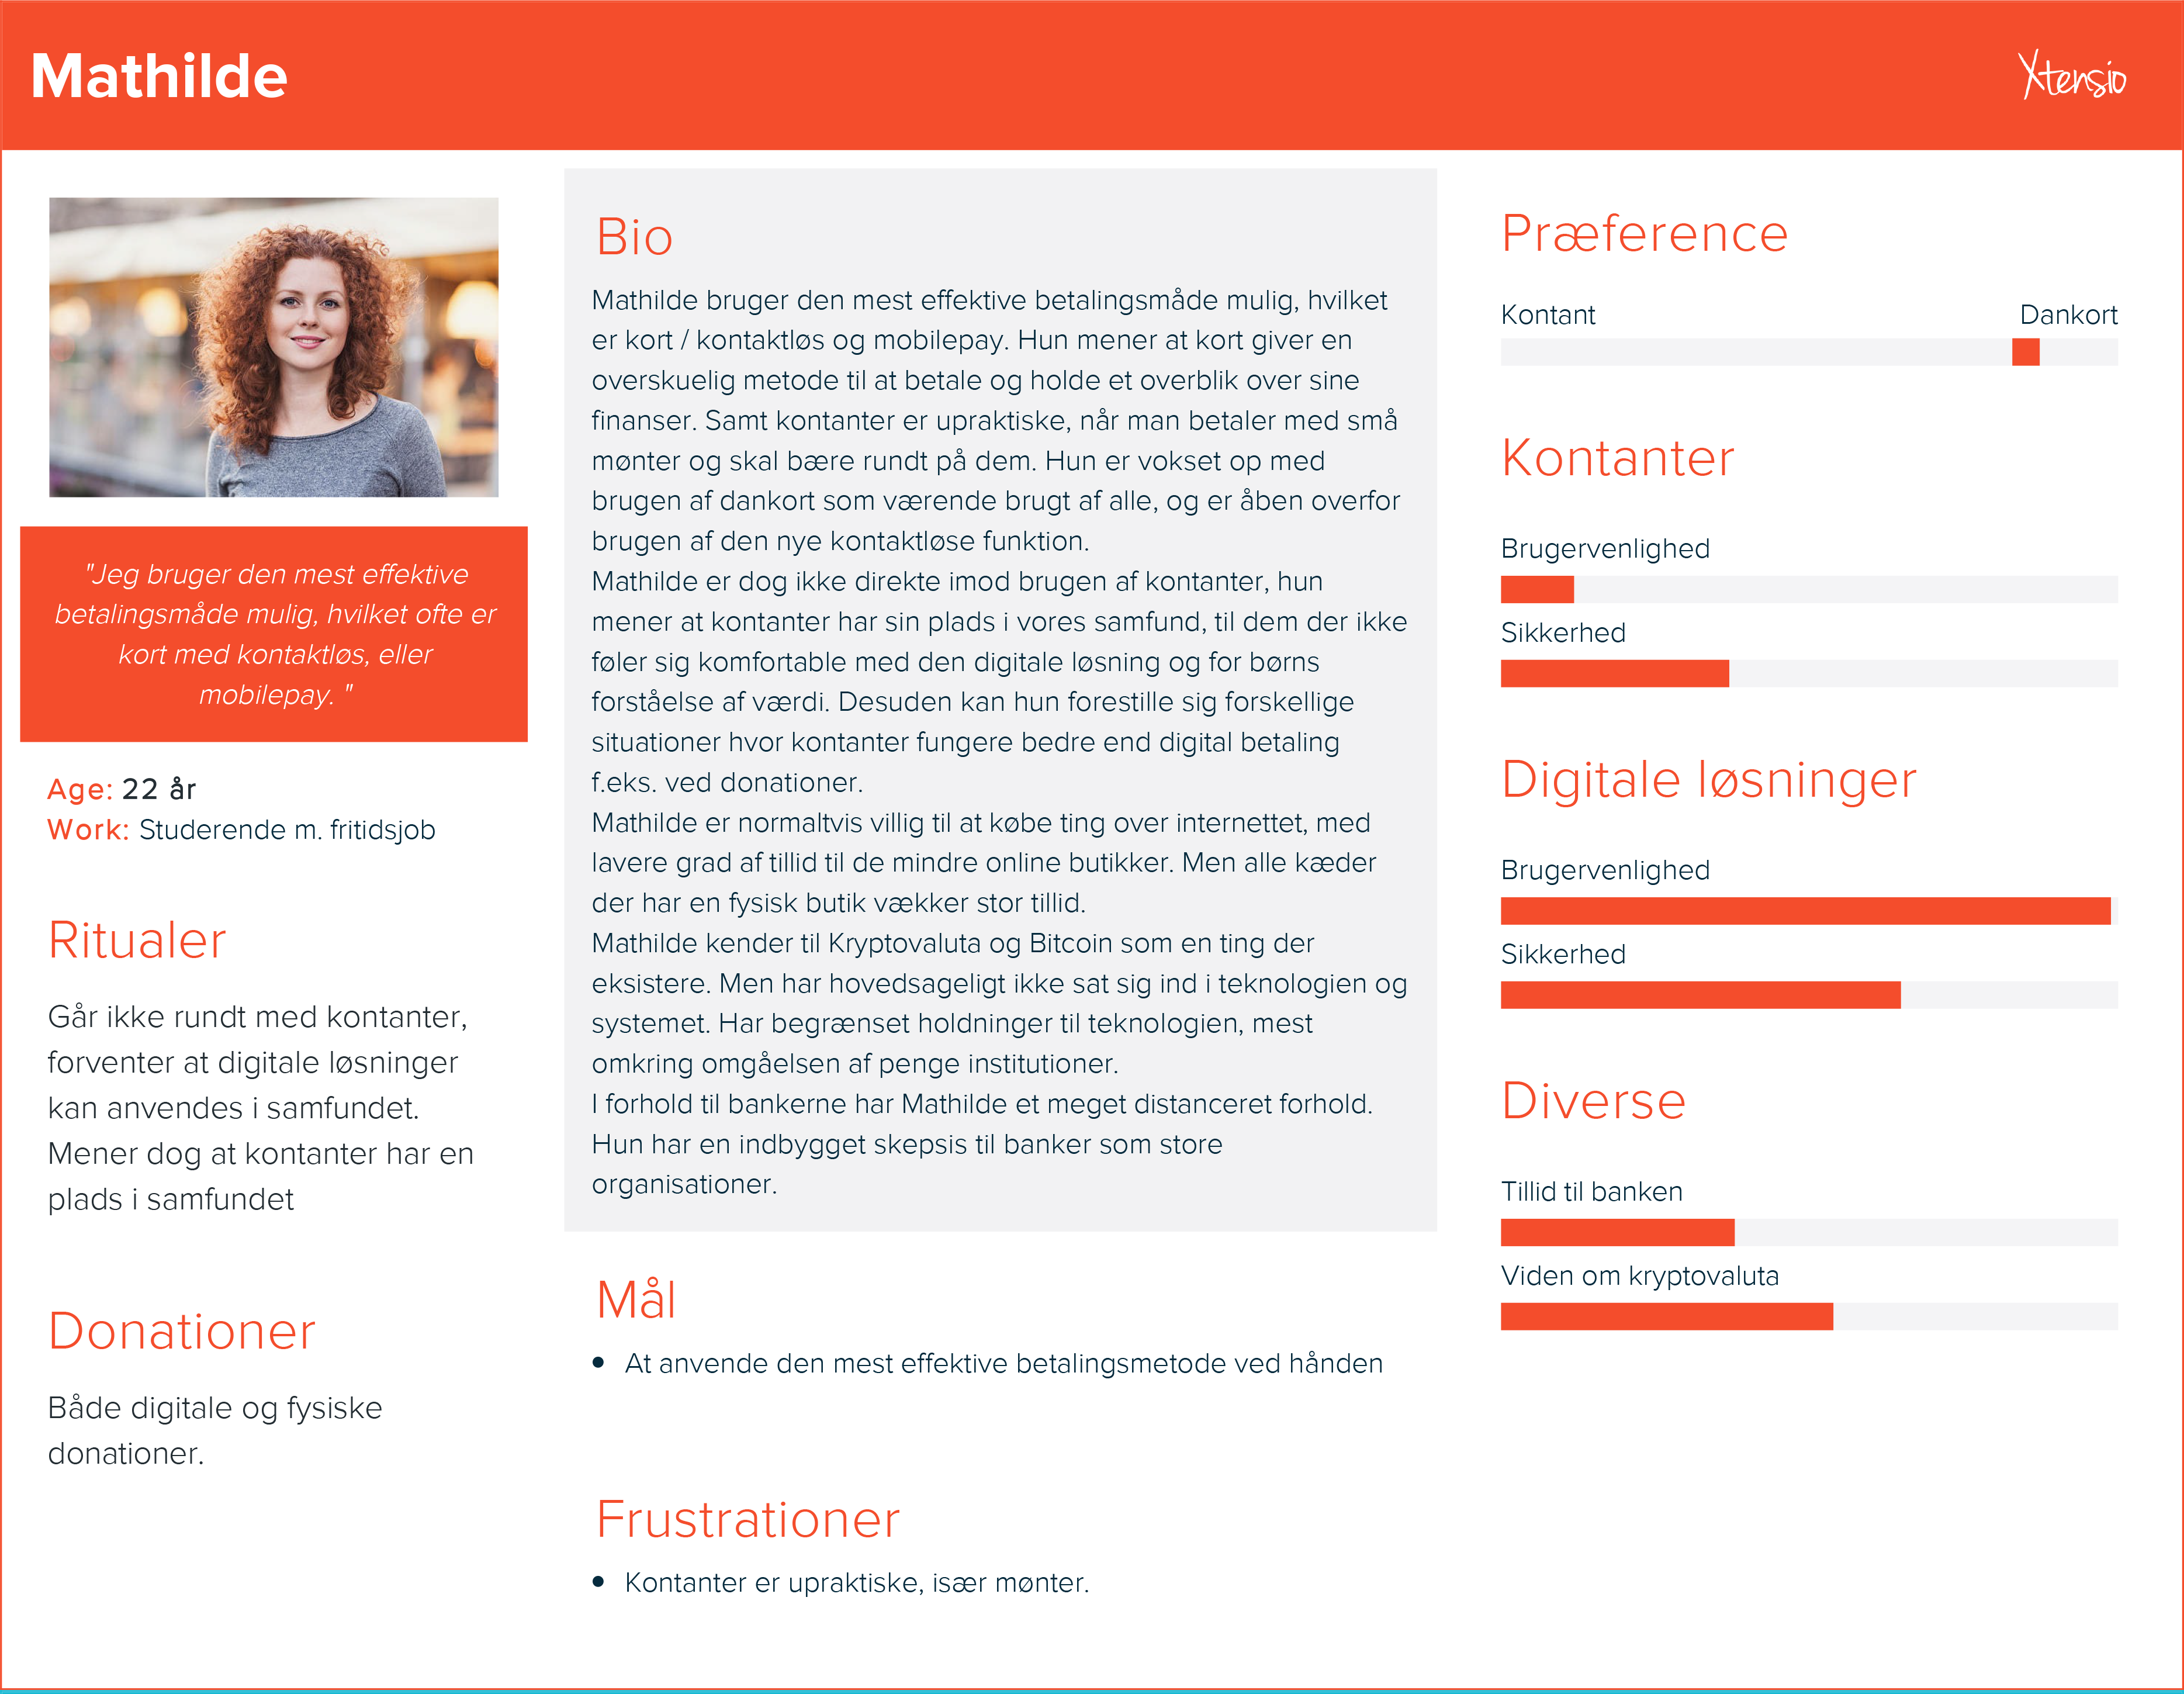 Mathilde
Xtensio
"Jeg bruger den mest effektive
betalingsmåde mulig, hvilket ofte er
kort med kontaktløs, eller
mobilepay. "
Age: 22 år
Work: Studerende m. fritidsjob
Ritualer
Går ikke rundt med kontanter,
forventer at digitale løsninger
kan anvendes i samfundet.
Mener dog at kontanter har en
plads i samfundet
Donationer
Både digitale og fysiske
donationer.
Bio
Mathilde bruger den mest effektive betalingsmåde mulig, hvilket
er kort / kontaktløs og mobilepay. Hun mener at kort giver en
overskuelig metode til at betale og holde et overblik over sine
finanser. Samt kontanter er upraktiske, når man betaler med små
mønter og skal bære rundt på dem. Hun er vokset op med
brugen af dankort som værende brugt af alle, og er åben overfor
brugen af den nye kontaktløse funktion.
Mathilde er dog ikke direkte imod brugen af kontanter, hun
mener at kontanter har sin plads i vores samfund, til dem der ikke
føler sig komfortable med den digitale løsning og for børns
forståelse af værdi. Desuden kan hun forestille sig forskellige
situationer hvor kontanter fungere bedre end digital betaling
f.eks. ved donationer.
Mathilde er normaltvis villig til at købe ting over internettet, med
lavere grad af tillid til de mindre online butikker. Men alle kæder
der har en fysisk butik vækker stor tillid.
Mathilde kender til Kryptovaluta og Bitcoin som en ting der
eksistere. Men har hovedsageligt ikke sat sig ind i teknologien og
systemet. Har begrænset holdninger til teknologien, mest
omkring omgåelsen af penge institutioner.
I forhold til bankerne har Mathilde et meget distanceret forhold.
Hun har en indbygget skepsis til banker som store
organisationer.
Mål
• At anvende den mest effektive betalingsmetode ved hånden
Frustrationer
• Kontanter er upraktiske, især mønter.
Præference
Kontant Dankort
Kontanter
Brugervenlighed
Sikkerhed
Digitale løsninger
Brugervenlighed
Sikkerhed
Diverse
Tillid til banken
Viden om kryptovaluta